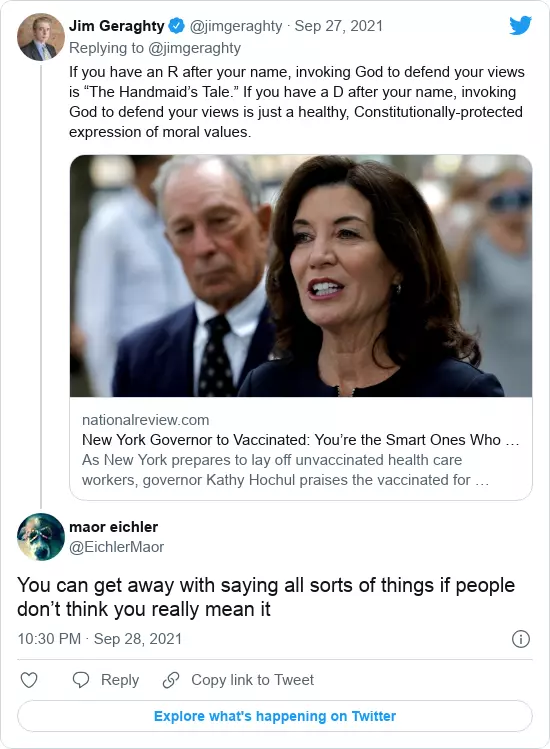 Jim Geraghty @jimgeraghty · Sep 27, 2021
Replying to @jimgeraghty
If you have an R after your name, invoking God to defend your views
is “The Handmaid’s Tale.” If you have a D after your name, invoking
God to defend your views is just a healthy, Constitutionally-protected
expression of moral values.
nationalreview.com
New York Governor to Vaccinated: You’re the Smart Ones Who …
As New York prepares to lay off unvaccinated health care
workers, governor Kathy Hochul praises the vaccinated for …
maor eichler
@EichlerMaor
You can get away with saying all sorts of things if people
don’t think you really mean it
10:30 PM · Sep 28, 2021
Reply
Copy link to Tweet
Explore what's happening on Twitter